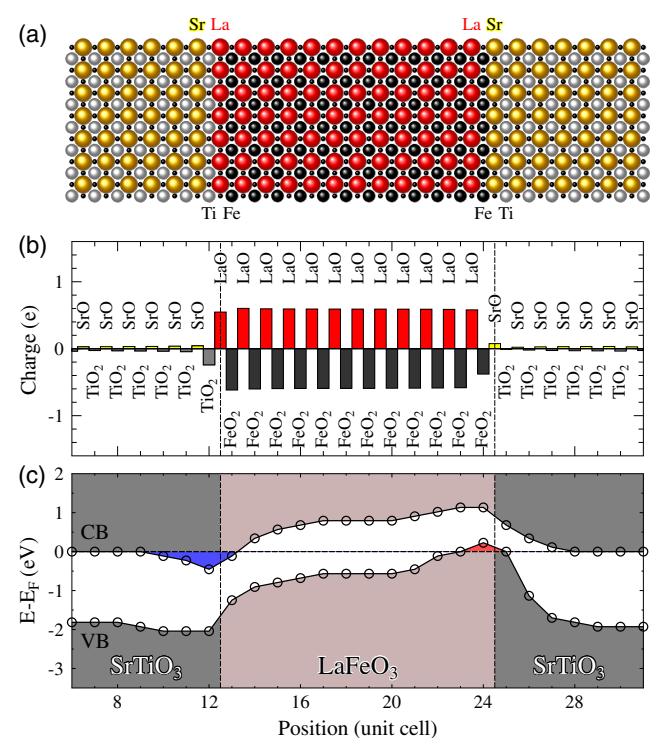 (a)
Sr La La Sr
Ti Fe Fe Ti
(b)
Charge (e)
1
0
-1
SrO SrO SrO SrO SrO SrO LaO LaO LaO LaO LaO LaO LaO LaO LaO LaO LaO LaO SrO SrO SrO SrO SrO SrO SrO
TiO₂ TiO₂ TiO₂ TiO₂ TiO₂ TiO₂ FeO₂ FeO₂ FeO₂ FeO₂ FeO₂ FeO₂ FeO₂ FeO₂ FeO₂ FeO₂ FeO₂ FeO₂ TiO₂ TiO₂ TiO₂ TiO₂ TiO₂ TiO₂
(c)
E-E_F (eV)
2
1
0
-1
-2
-3
CB
VB
SrTiO₃ LaFeO₃ SrTiO₃
8 12 16 20 24 28
Position (unit cell)